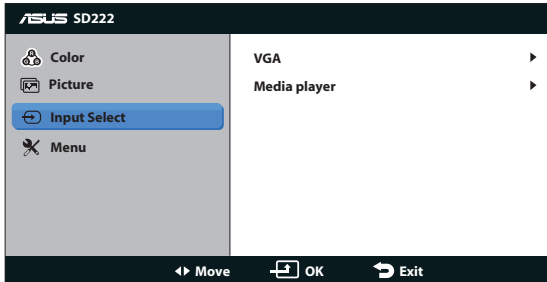 ASUS SD222
Color
Picture
Input Select
Menu
VGA
Media player
Move OK Exit